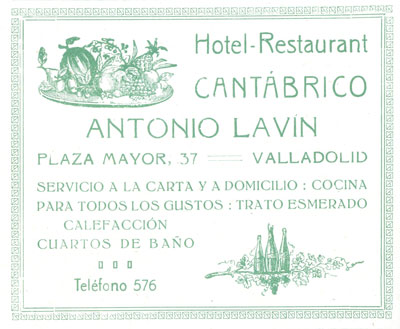 Hotel-Restaurant
CANTÁBRICO
ANTONIO LAVÍN
PLAZA MAYOR, 37 VALLADOLID
SERVICIO A LA CARTA Y A DOMICILIO : COCINA
PARA TODOS LOS GUSTOS : TRATO ESMERADO
CALEFACCIÓN
CUARTOS DE BAÑO
Teléfono 576